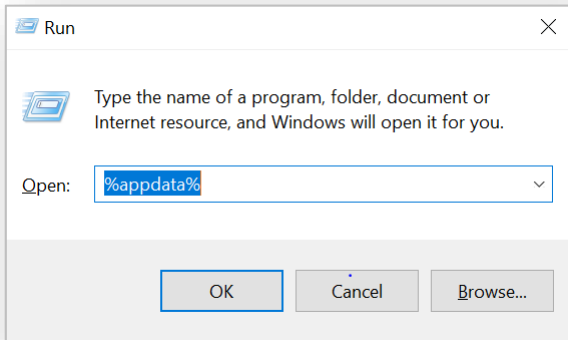 Run
Type the name of a program, folder, document or
Internet resource, and Windows will open it for you.
Open: %appdata%
OK Cancel Browse...